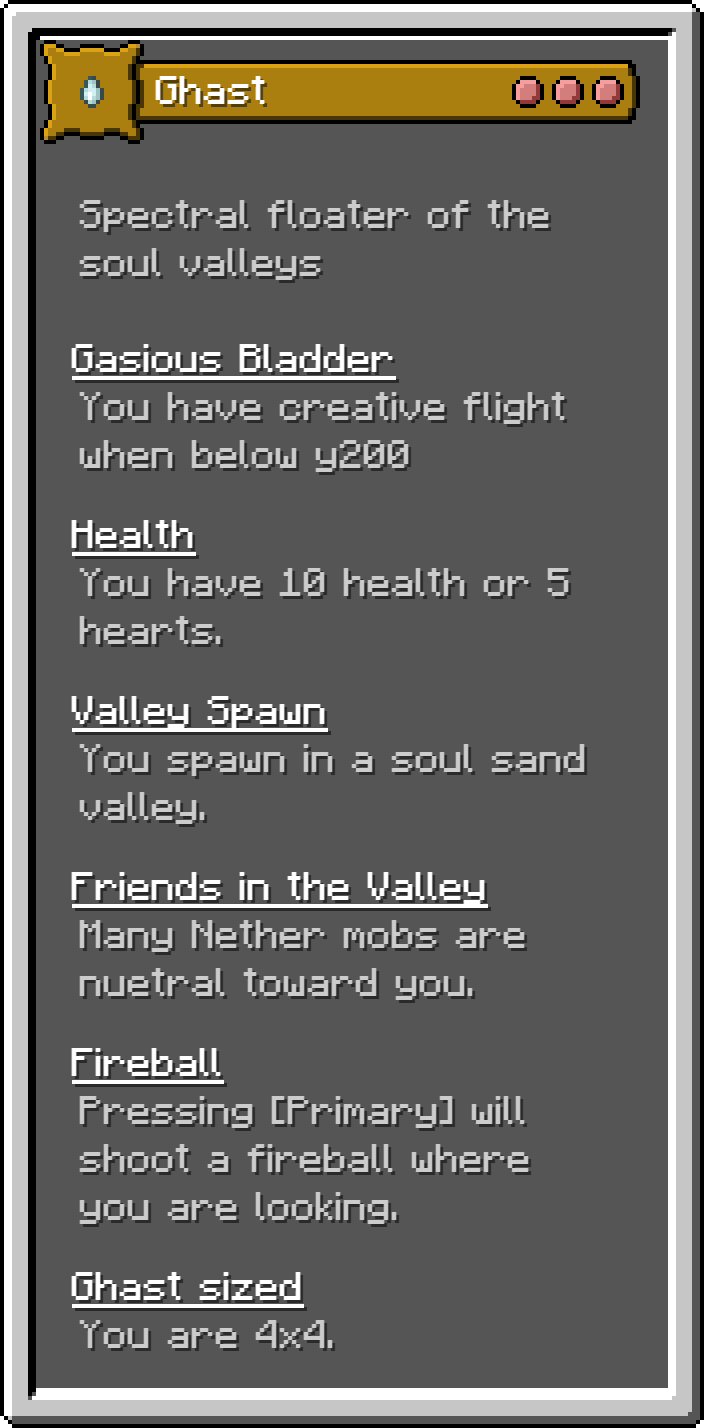 Ghast
Spectral floater of the
soul valleys
Gasious Bladder
You have creative flight
when below y200
Health
You have 10 health or 5
hearts.
Valley Spawn
You spawn in a soul sand
valley.
Friends in the Valley
Many Nether mobs are
nuetral toward you.
Fireball
Pressing [Primary] will
shoot a fireball where
you are looking.
Ghast sized
You are 4x4.